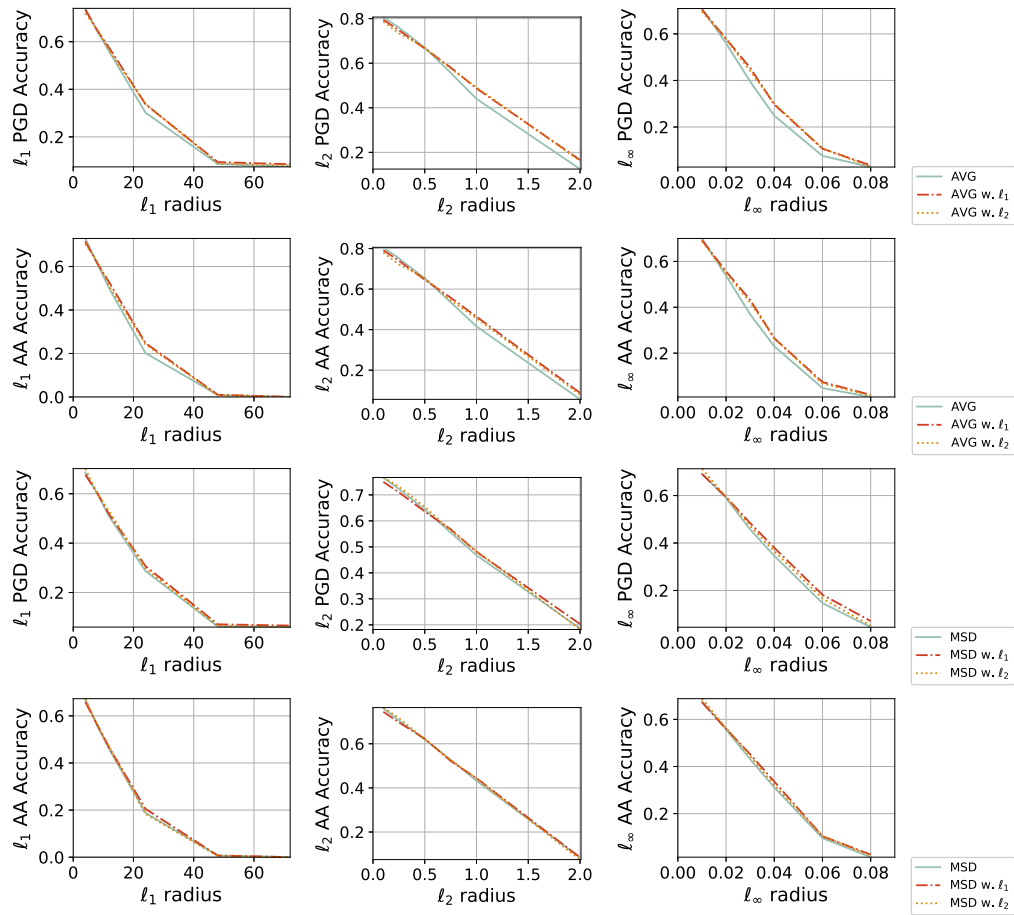 0.6
0.4
0.2
0 20 40 60
ℓ1 PGD Accuracy
ℓ1 radius
0.8
0.6
0.4
0.2
0.0 0.5 1.0 1.5 2.0
ℓ2 PGD Accuracy
ℓ2 radius
0.6
0.4
0.2
0.00 0.02 0.04 0.06 0.08
ℓ∞ PGD Accuracy
ℓ∞ radius
AVG
AVG w. ℓ1
AVG w. ℓ2
0.6
0.4
0.2
0.0
0 20 40 60
ℓ1 AA Accuracy
ℓ1 radius
0.8
0.6
0.4
0.2
0.0 0.5 1.0 1.5 2.0
ℓ2 AA Accuracy
ℓ2 radius
0.6
0.4
0.2
0.00 0.02 0.04 0.06 0.08
ℓ∞ AA Accuracy
ℓ∞ radius
AVG
AVG w. ℓ1
AVG w. ℓ2
0.6
0.4
0.2
0 20 40 60
ℓ1 PGD Accuracy
ℓ1 radius
0.7
0.6
0.5
0.4
0.3
0.2
0.0 0.5 1.0 1.5 2.0
ℓ2 PGD Accuracy
ℓ2 radius
0.6
0.4
0.2
0.00 0.02 0.04 0.06 0.08
ℓ∞ PGD Accuracy
ℓ∞ radius
MSD
MSD w. ℓ1
MSD w. ℓ2
0.6
0.4
0.2
0.0
0 20 40 60
ℓ1 AA Accuracy
ℓ1 radius
0.6
0.4
0.2
0.0 0.5 1.0 1.5 2.0
ℓ2 AA Accuracy
ℓ2 radius
0.6
0.4
0.2
0.00 0.02 0.04 0.06 0.08
ℓ∞ AA Accuracy
ℓ∞ radius
MSD
MSD w. ℓ1
MSD w. ℓ2